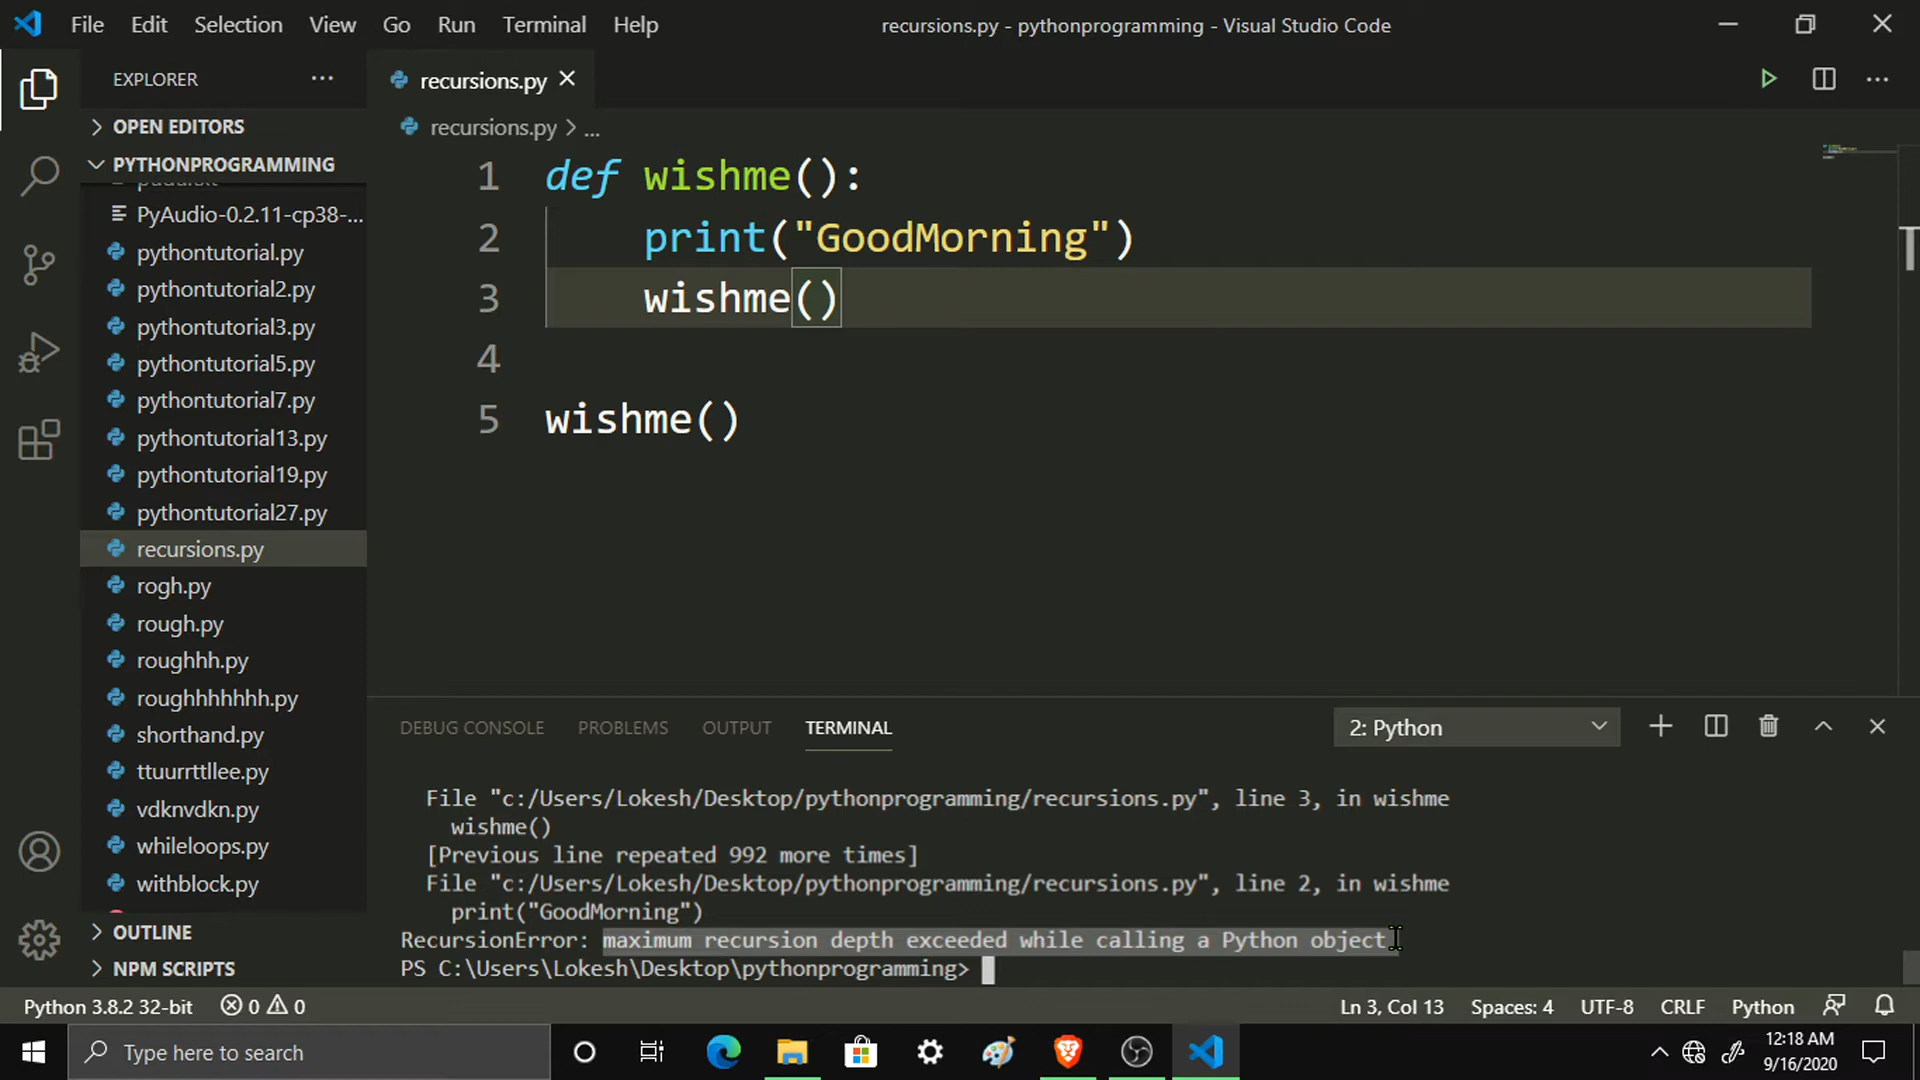 File Edit Selection View Go Run Terminal Help
recursions.py - pythonprogramming - Visual Studio Code
EXPLORER
recursions.py
OPEN EDITORS
recursions.py > ...
PYTHONPROGRAMMING
PyAudio-0.2.11-cp38-...
pythontutorial.py
pythontutorial2.py
pythontutorial3.py
pythontutorial5.py
pythontutorial7.py
pythontutorial13.py
pythontutorial19.py
pythontutorial27.py
recursions.py
rogh.py
rough.py
roughhh.py
roughhhhhhh.py
shorthand.py
ttuurrttllee.py
vdknvdkn.py
whileloops.py
withblock.py
OUTLINE
NPM SCRIPTS
1 def wishme():
2 print("GoodMorning")
3 wishme()
4
5 wishme()
DEBUG CONSOLE PROBLEMS OUTPUT TERMINAL
2: Python
File "c:/Users/Lokesh/Desktop/pythonprogramming/recursions.py", line 3, in wishme
wishme()
[Previous line repeated 992 more times]
File "c:/Users/Lokesh/Desktop/pythonprogramming/recursions.py", line 2, in wishme
print("GoodMorning")
RecursionError: maximum recursion depth exceeded while calling a Python object
PS C:\Users\Lokesh\Desktop\pythonprogramming>
Python 3.8.2 32-bit 0 0
Ln 3, Col 13 Spaces: 4 UTF-8 CRLF Python
Type here to search
12:18 AM
9/16/2020